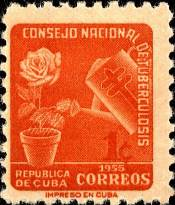 CONSEJO NACIONAL
DE TUBERCULOSIS
1¢
1955
REPUBLICA
DE CUBA
CORREOS
IMPRESO EN CUBA